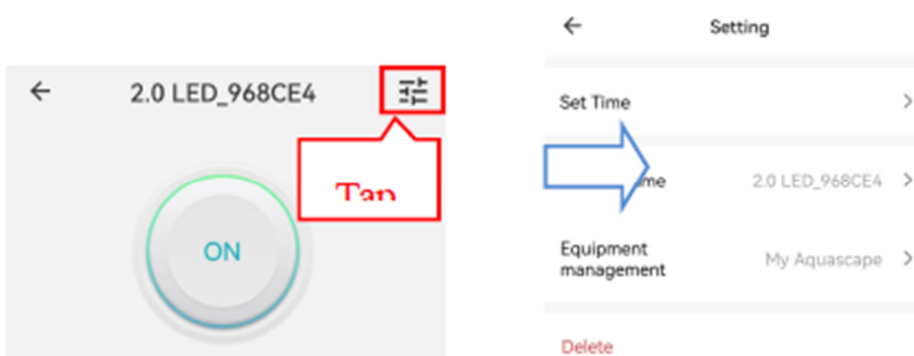 2.0 LED_968CE4
Tap
ON
Setting
Set Time
me 2.0 LED_968CE4
Equipment
management
My Aquascape
Delete